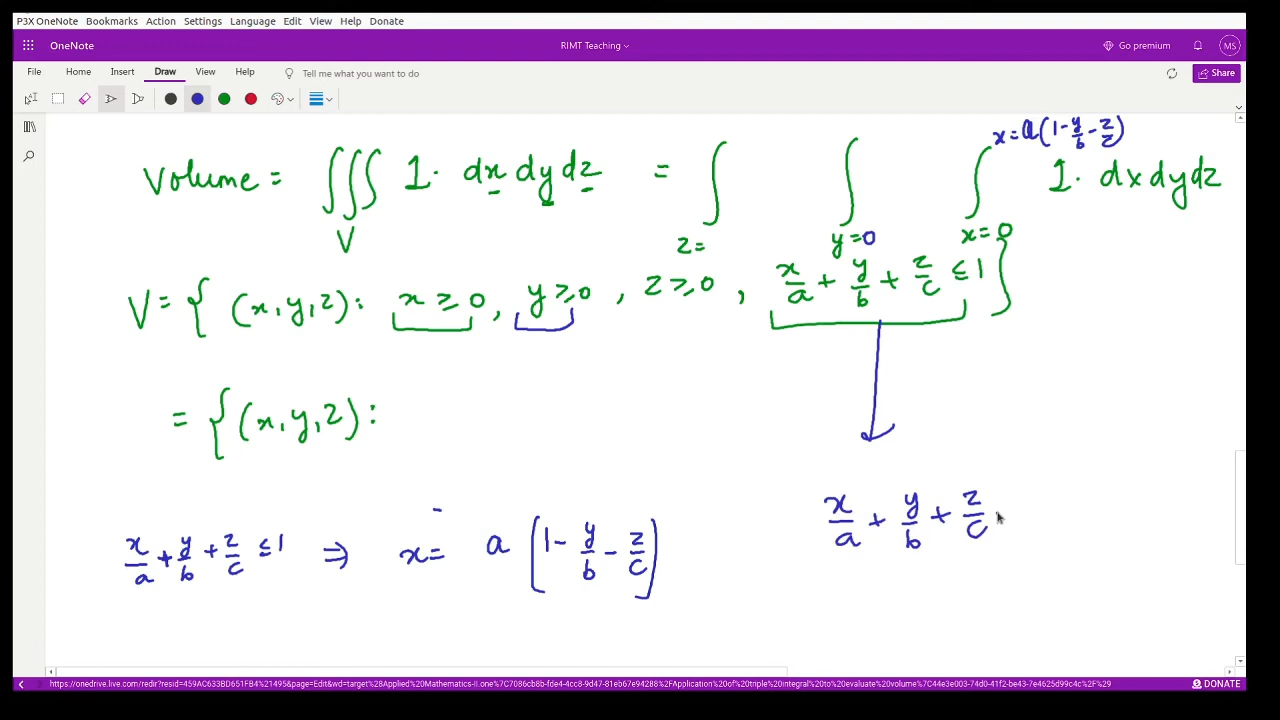 P3X OneNote Bookmarks Action Settings Language Edit View Help Donate
OneNote RIMT Teaching Go premium MS
File Home Insert Draw View Help Tell me what you want to do Share
x = a(1 - y/b - z/c)
Volume = ∭ 1. dx dy dz = ∫ ∫ ∫ 1. dx dy dz
V z= y=0 x=0
V = { (x,y,z): x ≥ 0, y ≥ 0, z ≥ 0, x/a + y/b + z/c ≤ 1 }
= { (x,y,z):
x/a + y/b + z/c
x/a + y/b + z/c ≤ 1 ⇒ x = a [1 - y/b - z/c]
DONATE